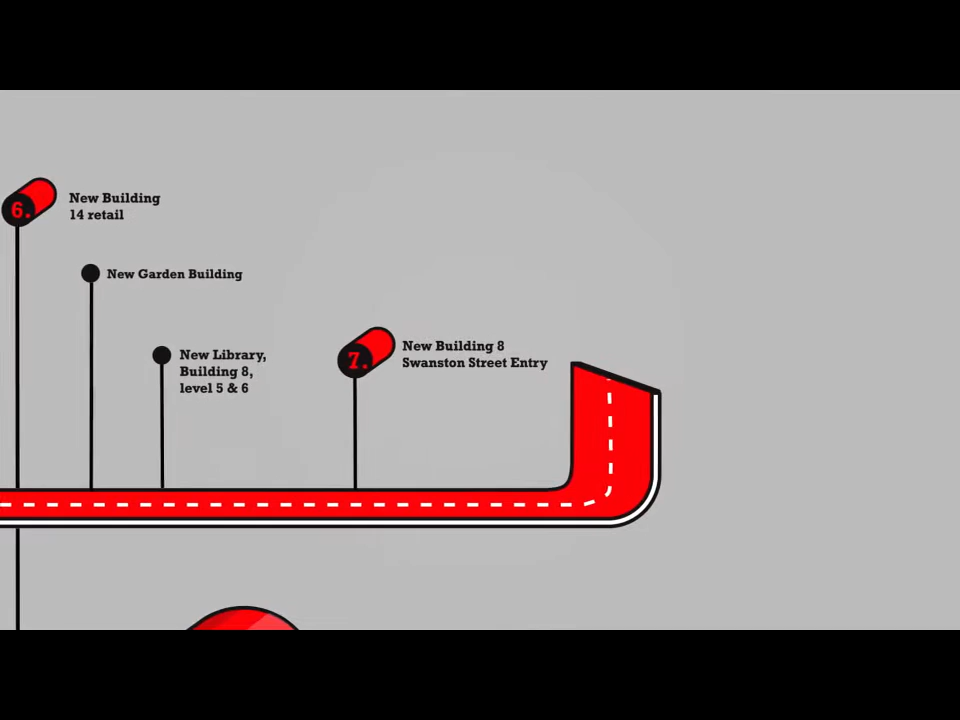 6.
New Building
14 retail
New Garden Building
New Library,
Building 8,
level 5 & 6
7.
New Building 8
Swanston Street Entry